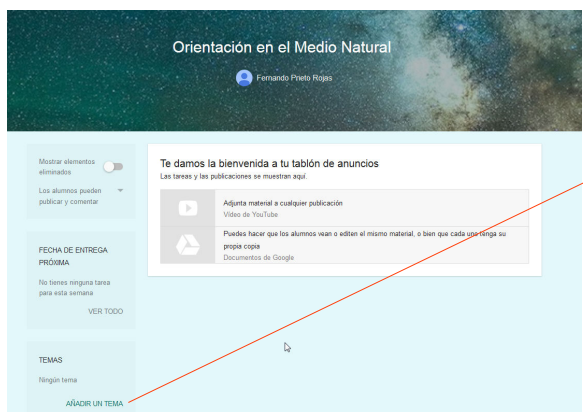 Orientación en el Medio Natural
Fernando Prieto Rojas
Mostrar elementos
eliminados
Los alumnos pueden
publicar y comentar
FECHA DE ENTREGA
PRÓXIMA
No tienes ninguna tarea
para esta semana
VER TODO
TEMAS
Ningún tema
AÑADIR UN TEMA
Te damos la bienvenida a tu tablón de anuncios
Las tareas y las publicaciones se muestran aquí.
Adjunta material a cualquier publicación
Vídeo de YouTube
Puedes hacer que los alumnos vean o editen el mismo material, o bien que cada uno tenga su
propia copia
Documentos de Google